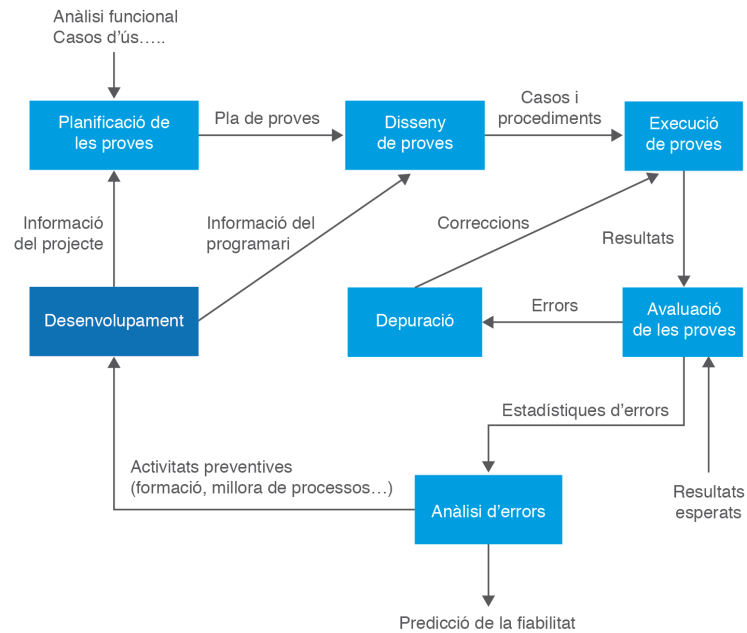 Anàlisi funcional
Casos d’ús…..
Planificació de
les proves
Pla de proves
Disseny
de proves
Casos i
procediments
Execució
de proves
Informació
del projecte
Informació del
programari
Correccions
Resultats
Desenvolupament
Depuració
Errors
Avaluació
de les proves
Estadístiques d’errors
Activitats preventives
(formació, millora de processos…)
Anàlisi d’errors
Resultats
esperats
Predicció de la fiabilitat